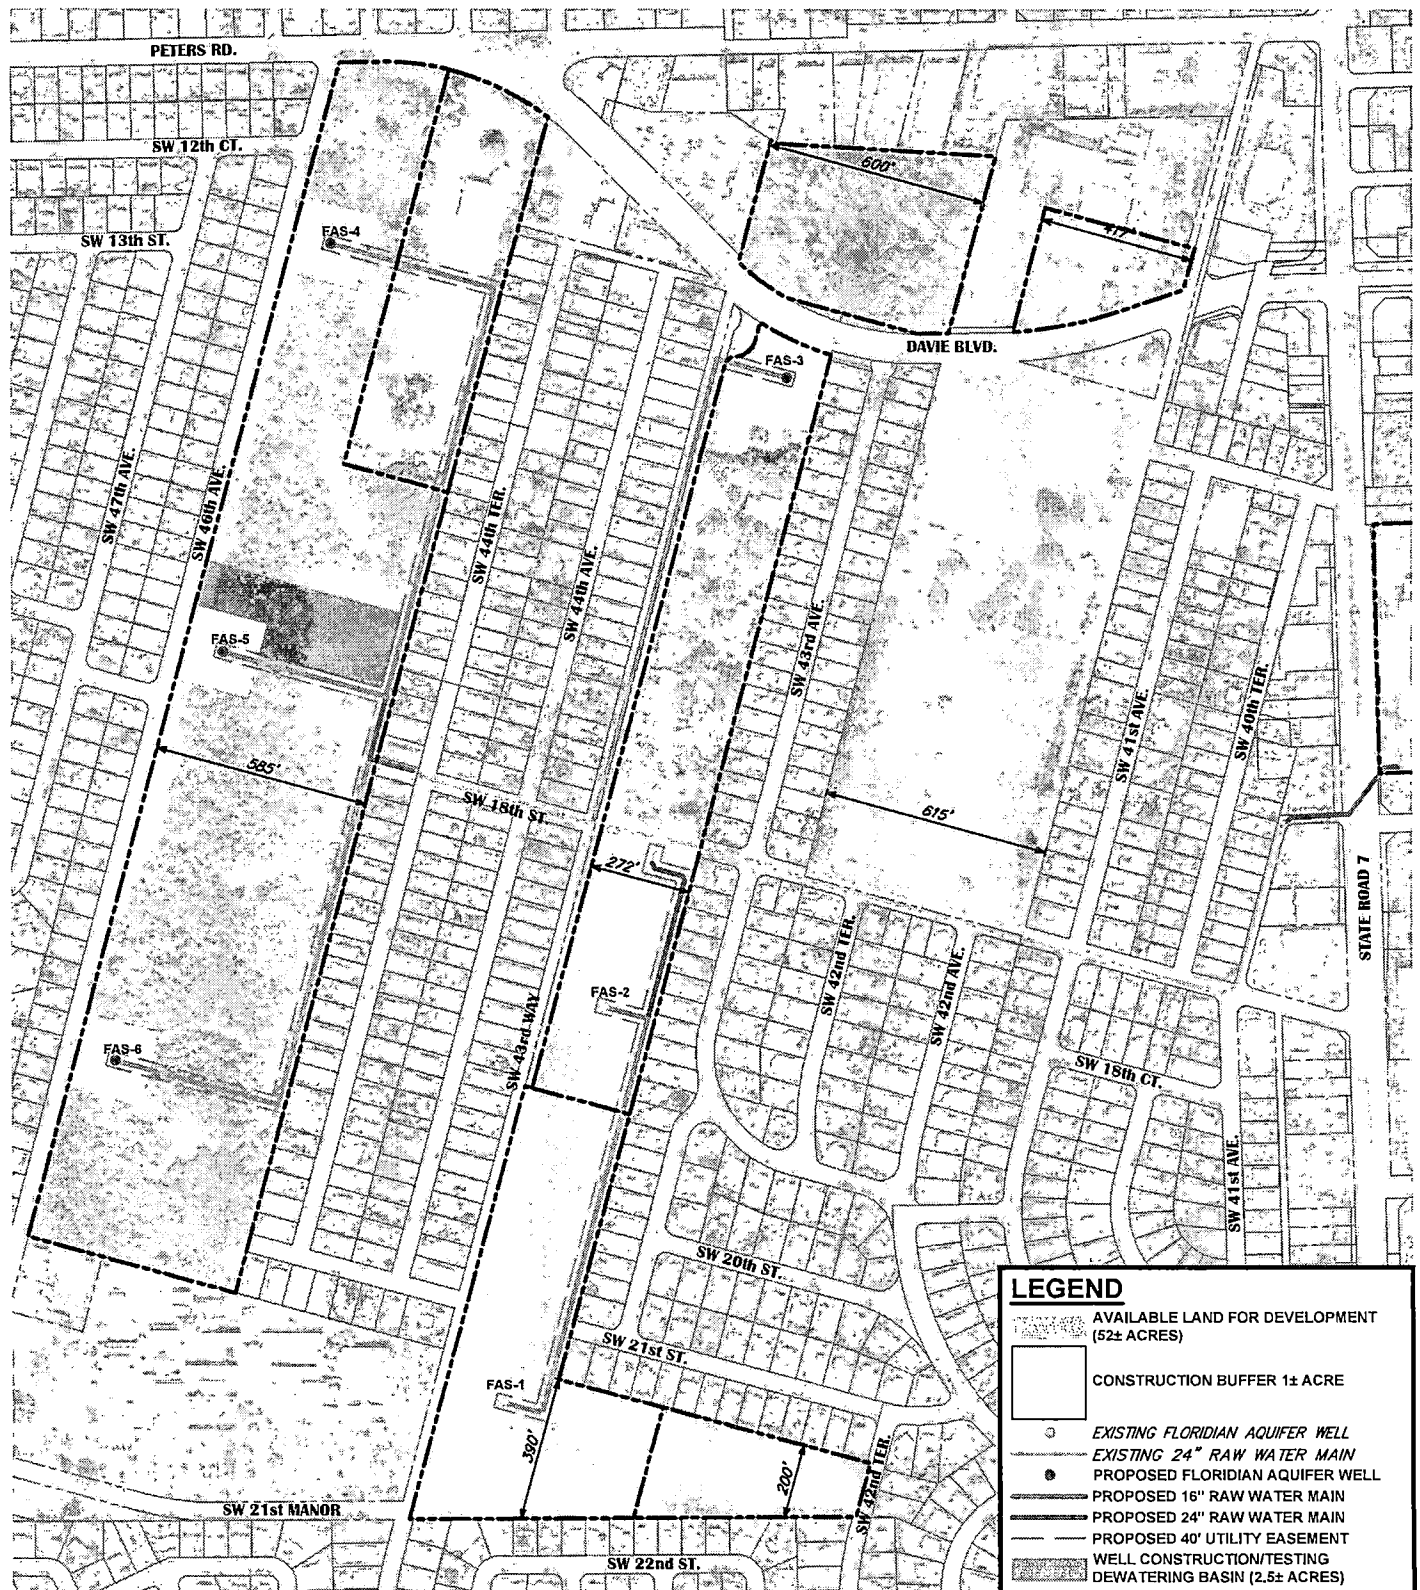 PETERS RD.
SW 12th CT.
SW 13th ST.
FAS-4
600'
417'
DAVIE BLVD.
FAS-3
SW 47th AVE.
SW 46th AVE.
SW 44th TER.
SW 44th AVE.
SW 43rd AVE.
SW 41st AVE.
SW 40th TER.
FAS-5
585'
SW 18th ST.
615'
272'
STATE ROAD 7
SW 42nd TER.
SW 42nd AVE.
FAS-2
SW 43rd WAY
FAS-6
SW 18th CT.
SW 41st AVE.
SW 20th ST.
SW 21st ST.
FAS-1
390'
200'
SW 42nd TER.
SW 21st MANOR
SW 22nd ST.
LEGEND
AVAILABLE LAND FOR DEVELOPMENT
(52± ACRES)
CONSTRUCTION BUFFER 1± ACRE
EXISTING FLORIDIAN AQUIFER WELL
EXISTING 24" RAW WATER MAIN
PROPOSED FLORIDIAN AQUIFER WELL
PROPOSED 16" RAW WATER MAIN
PROPOSED 24" RAW WATER MAIN
PROPOSED 40' UTILITY EASEMENT
WELL CONSTRUCTION/TESTING
DEWATERING BASIN (2.5± ACRES)